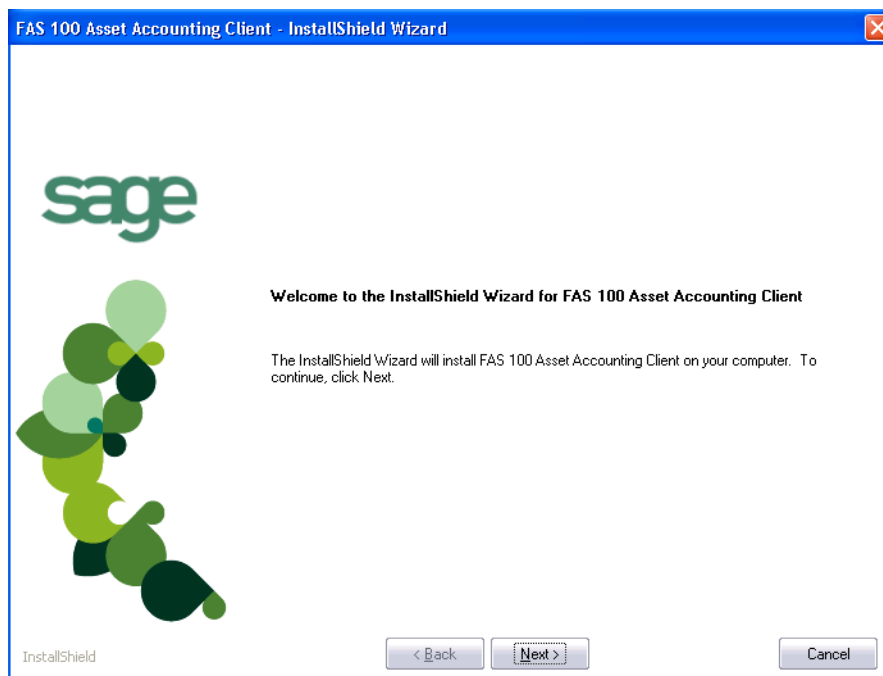 FAS 100 Asset Accounting Client - InstallShield Wizard
sage
Welcome to the InstallShield Wizard for FAS 100 Asset Accounting Client
The InstallShield Wizard will install FAS 100 Asset Accounting Client on your computer.  To
continue, click Next.
InstallShield
< Back
Next >
Cancel